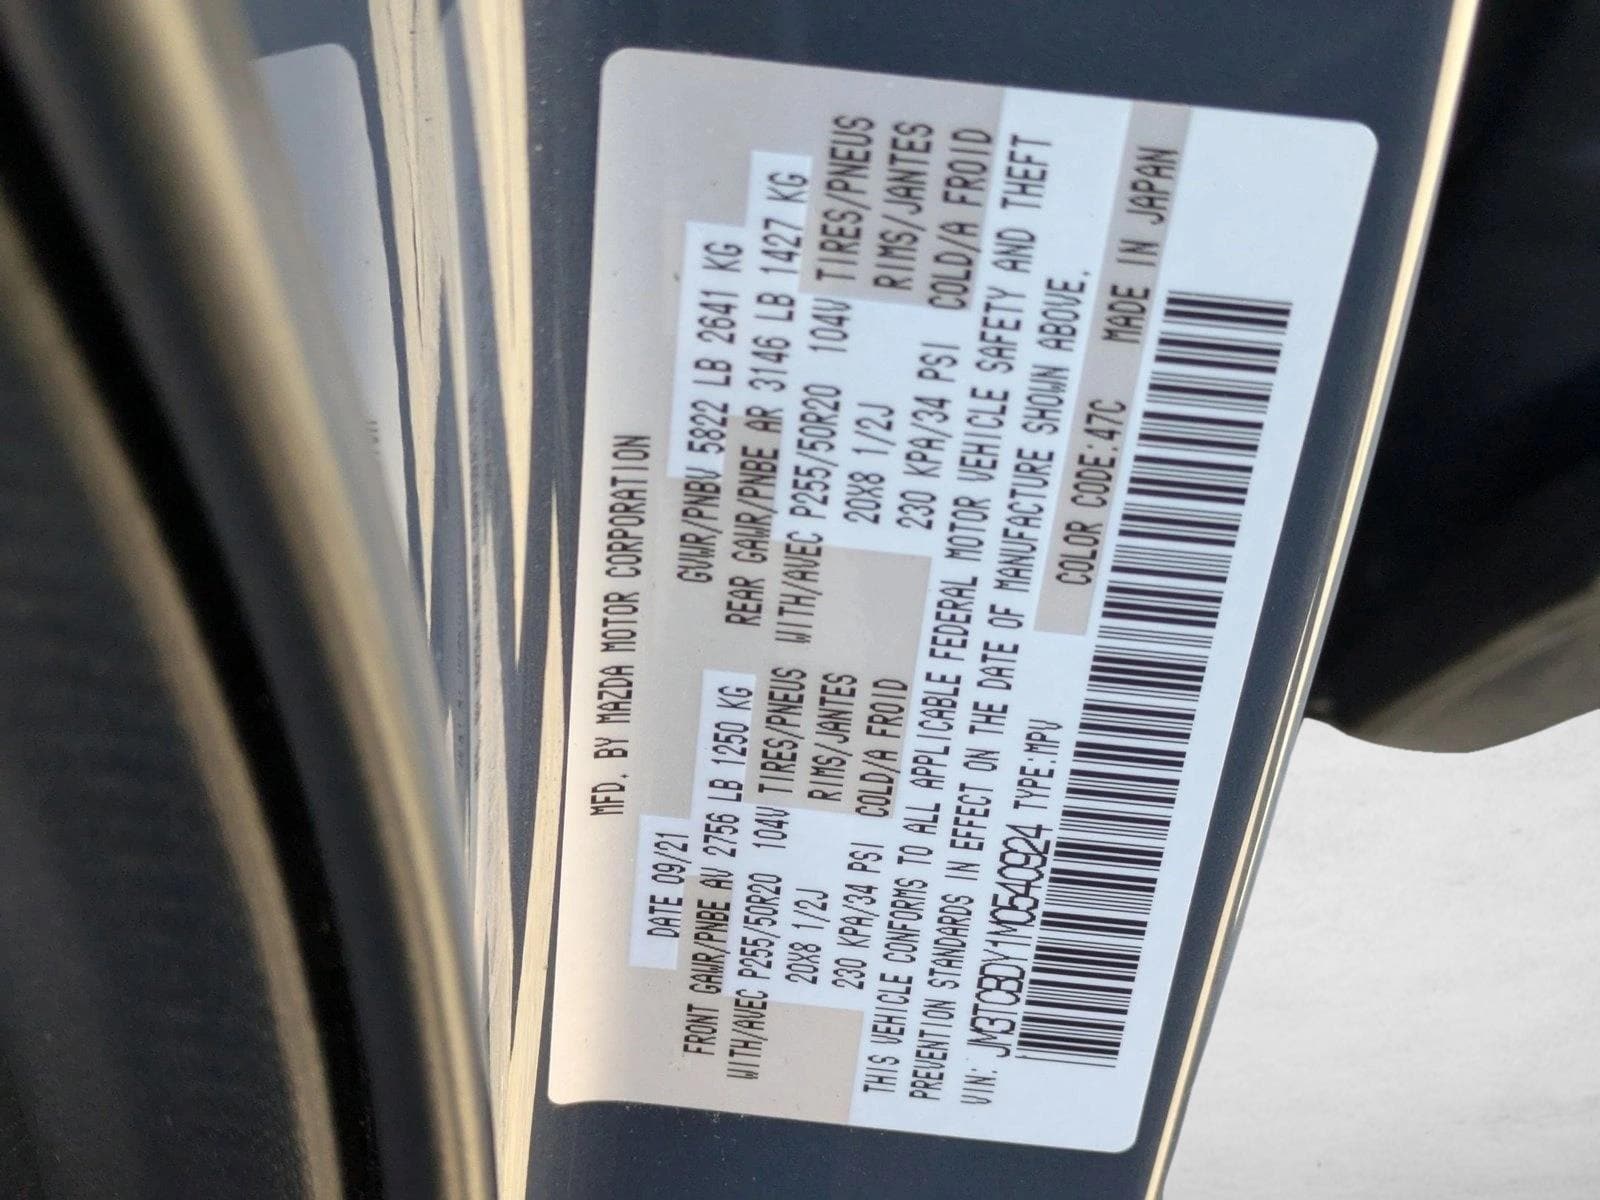 MFD. BY MAZDA MOTOR CORPORATION
DATE 09/21 GVWR/PNBV 5822 LB 2641 KG
FRONT GAWR/PNBE AV 2756 LB 1250 KG REAR GAWR/PNBE AR 3146 LB 1427 KG
WITH/AVEC P255/50R20 104V TIRES/PNEUS WITH/AVEC P255/50R20 104V TIRES/PNEUS
20X8 1/2J RIMS/JANTES 20X8 1/2J RIMS/JANTES
230 KPA/34 PSI COLD/A FROID 230 KPA/34 PSI COLD/A FROID
THIS VEHICLE CONFORMS TO ALL APPLICABLE FEDERAL MOTOR VEHICLE SAFETY AND THEFT
PREVENTION STANDARDS IN EFFECT ON THE DATE OF MANUFACTURE SHOWN ABOVE.
VIN: JM3TCBDY1M0540924 TYPE:MPV COLOR CODE:47C MADE IN JAPAN